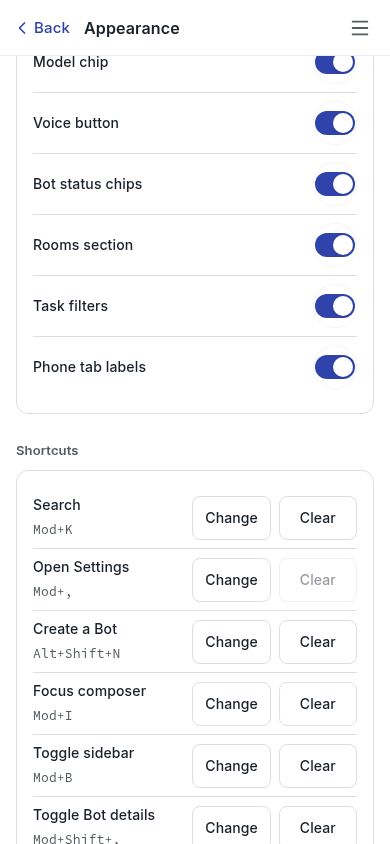 Back Appearance
Model chip
Voice button
Bot status chips
Rooms section
Task filters
Phone tab labels
Shortcuts
Search
Mod+K
Change Clear
Open Settings
Mod+,
Change Clear
Create a Bot
Alt+Shift+N
Change Clear
Focus composer
Mod+I
Change Clear
Toggle sidebar
Mod+B
Change Clear
Toggle Bot details
Mod+Shift+.
Change Clear